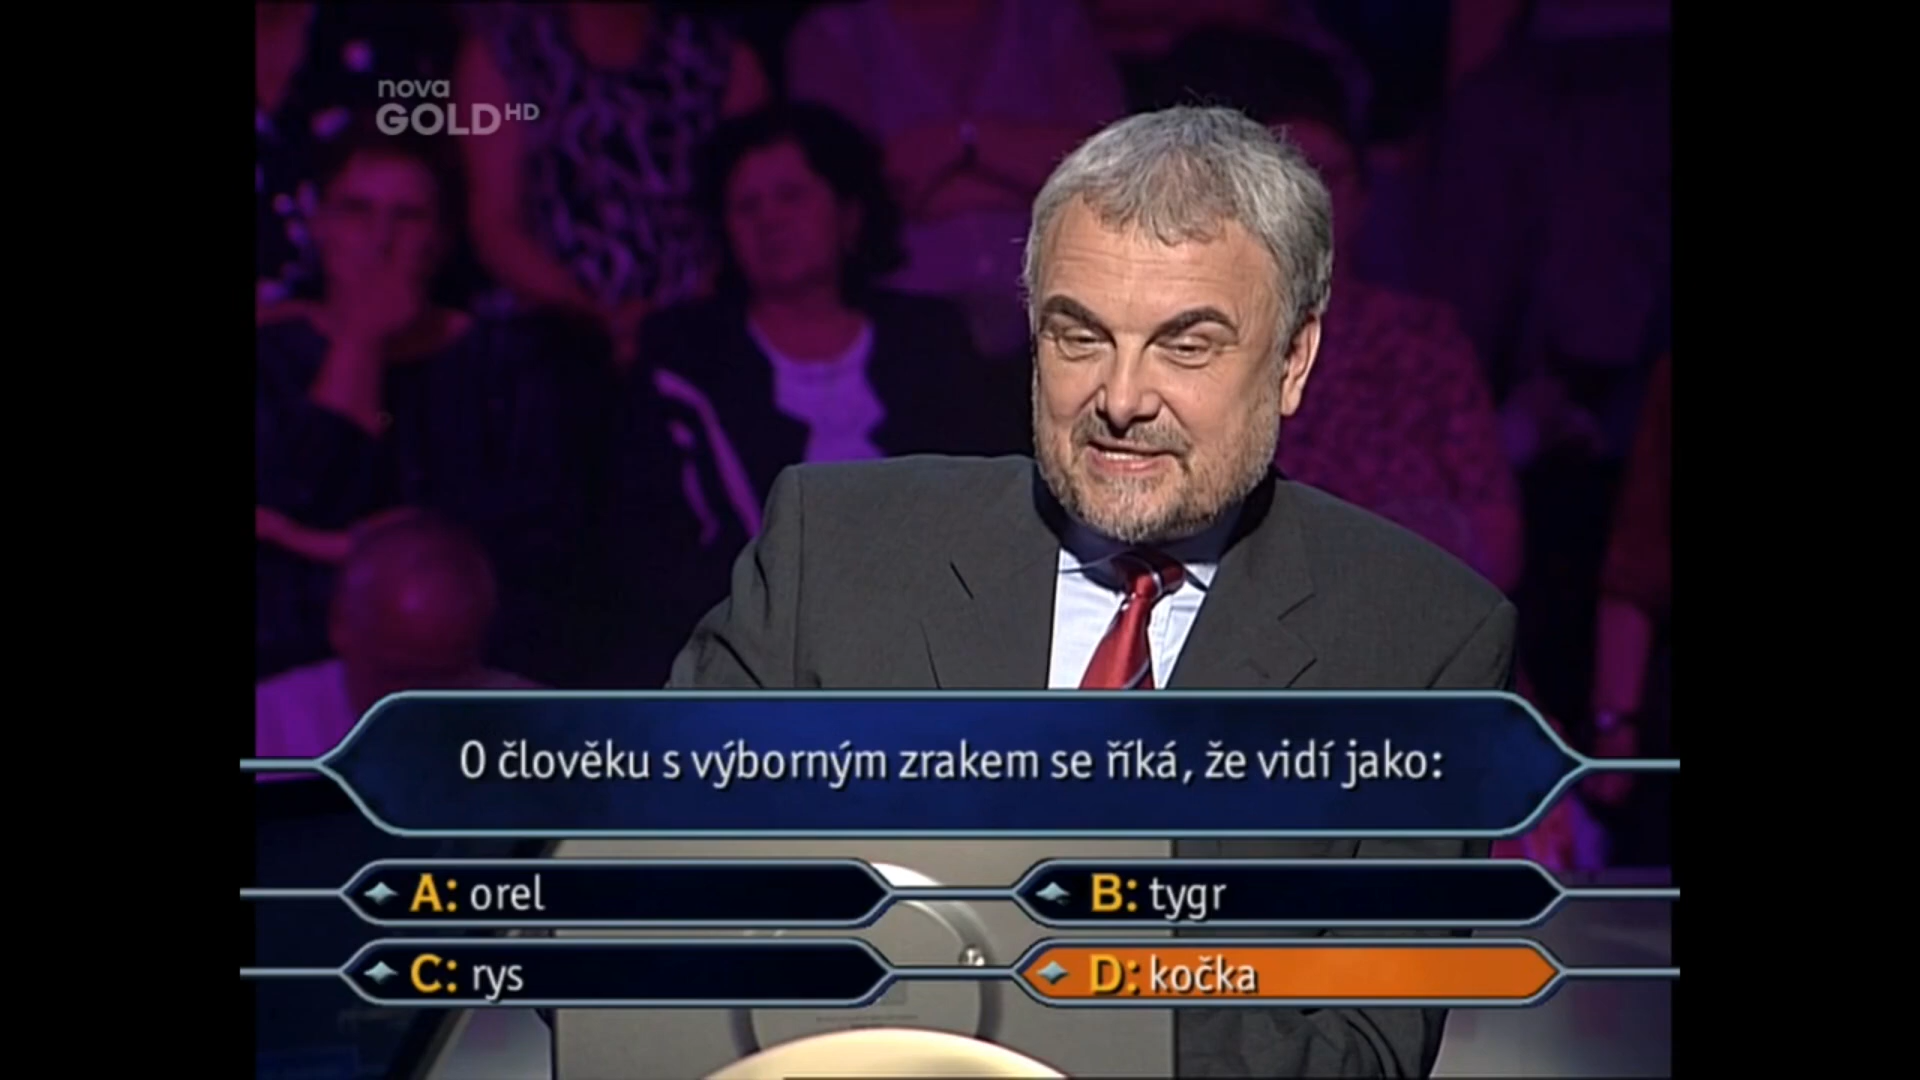 nova
GOLD HD
O člověku s výborným zrakem se říká, že vidí jako:
A: orel
B: tygr
C: rys
D: kočka